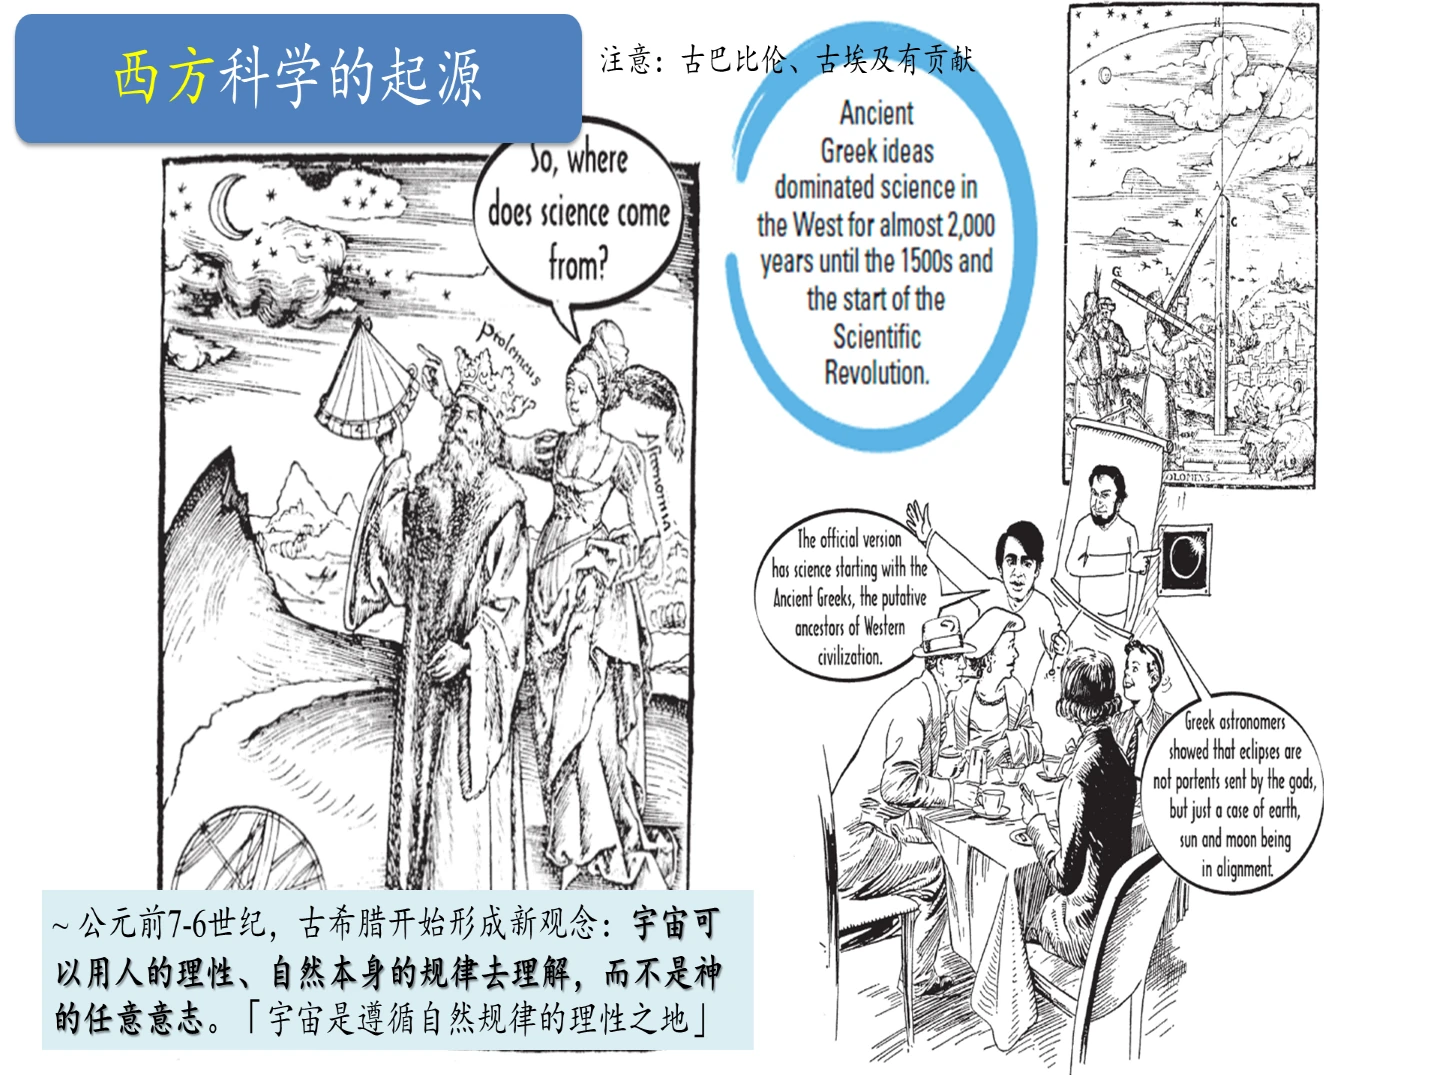 西方科学的起源
注意：古巴比伦、古埃及有贡献
So, where
does science come
from?
Ptolemeus
Ancient
Greek ideas
dominated science in
the West for almost 2,000
years until the 1500s and
the start of the
Scientific
Revolution.
The official version
has science starting with the
Ancient Greeks, the putative
ancestors of Western
civilization.
Greek astronomers
showed that eclipses are
not portents sent by the gods,
but just a case of earth,
sun and moon being
in alignment.
~ 公元前7-6世纪，古希腊开始形成新观念：宇宙可
以用人的理性、自然本身的规律去理解，而不是神
的任意意志。「宇宙是遵循自然规律的理性之地」